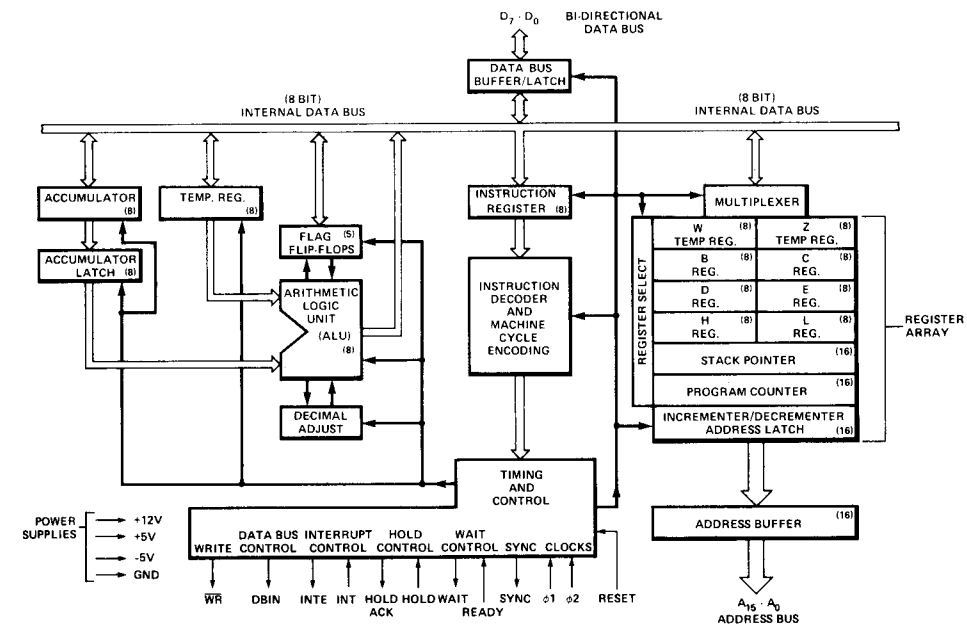 D7 - D0 BI-DIRECTIONAL
DATA BUS
DATA BUS
BUFFER/LATCH
(8 BIT)
INTERNAL DATA BUS
(8 BIT)
INTERNAL DATA BUS
ACCUMULATOR
(8)
TEMP. REG.
(8)
INSTRUCTION
REGISTER (8)
MULTIPLEXER
FLAG (5)
FLIP-FLOPS
ACCUMULATOR
LATCH (8)
ARITHMETIC
LOGIC
UNIT
(ALU)
(8)
DECIMAL
ADJUST
INSTRUCTION
DECODER
AND
MACHINE
CYCLE
ENCODING
REGISTER SELECT
W (8)
TEMP REG.
Z (8)
TEMP REG.
B (8)
REG.
C (8)
REG.
D (8)
REG.
E (8)
REG.
H (8)
REG.
L (8)
REG.
STACK POINTER (16)
PROGRAM COUNTER (16)
INCREMENTER/DECREMENTER
ADDRESS LATCH (16)
REGISTER
ARRAY
TIMING
AND
CONTROL
WRITE
DATA BUS
CONTROL
INTERRUPT
CONTROL
HOLD
CONTROL
WAIT
CONTROL
SYNC
CLOCKS
POWER
SUPPLIES
+12V
+5V
-5V
GND
WR
DBIN
INTE
INT
HOLD
ACK
HOLD
WAIT
READY
SYNC
ϕ1
ϕ2
RESET
ADDRESS BUFFER (16)
A15 - A0
ADDRESS BUS